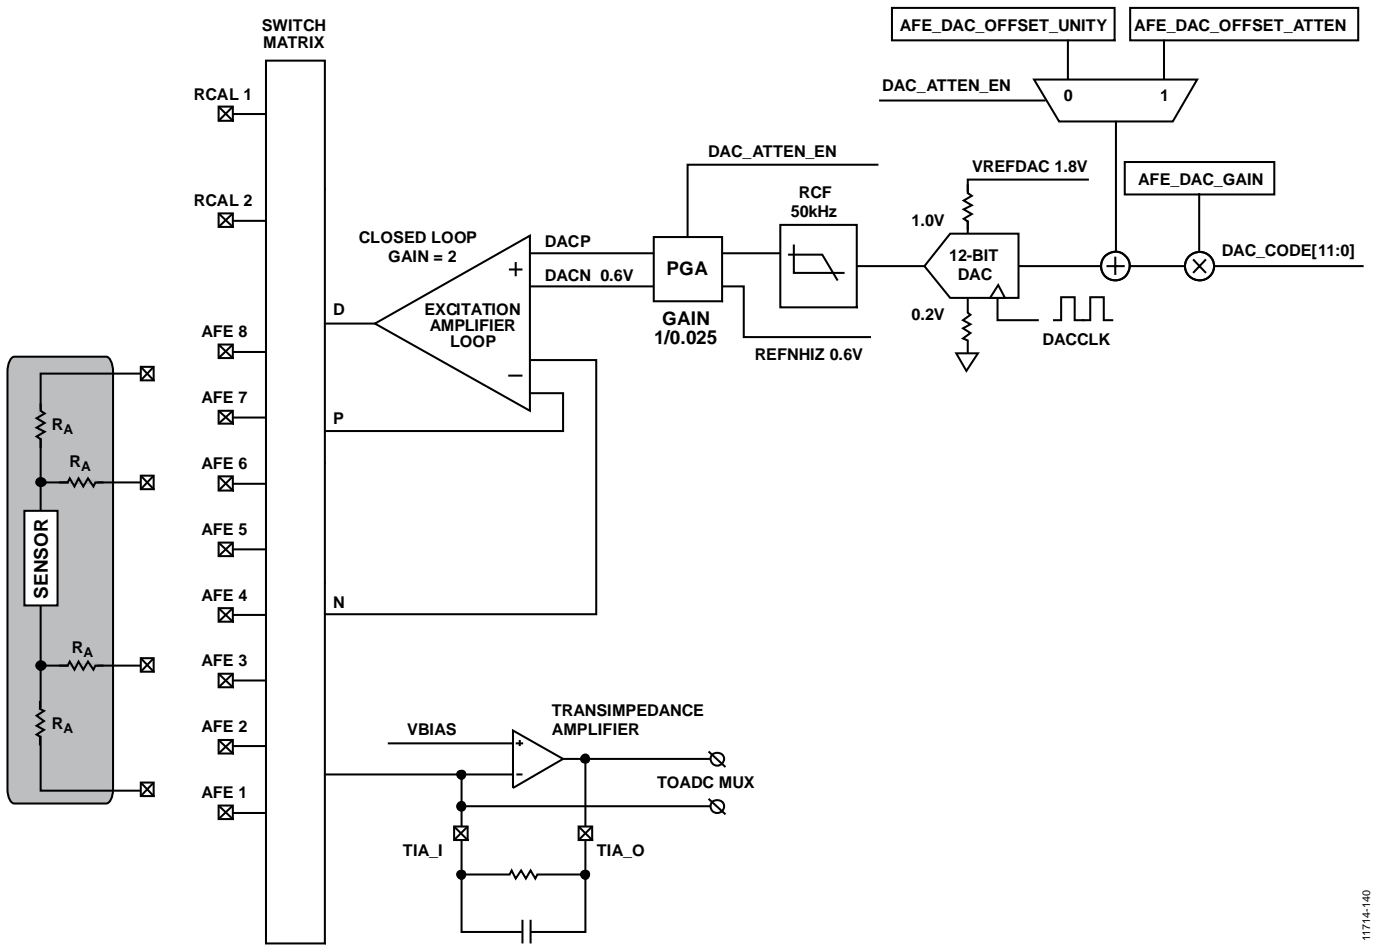 SWITCH
MATRIX
AFE_DAC_OFFSET_UNITY
AFE_DAC_OFFSET_ATTEN
DAC_ATTEN_EN
0
1
RCAL 1
RCAL 2
DAC_ATTEN_EN
VREFDAC 1.8V
AFE_DAC_GAIN
RCF
50kHz
1.0V
CLOSED LOOP
GAIN = 2
DACP
DACN 0.6V
PGA
12-BIT
DAC
DAC_CODE[11:0]
+
EXCITATION
AMPLIFIER
LOOP
–
D
GAIN
1/0.025
REFNHIZ 0.6V
0.2V
DACCLK
AFE 8
AFE 7
P
AFE 6
AFE 5
AFE 4
N
AFE 3
AFE 2
AFE 1
RA
RA
SENSOR
RA
RA
VBIAS
TRANSIMPEDANCE
AMPLIFIER
+
–
TOADC MUX
TIA_I
TIA_O
11714-140